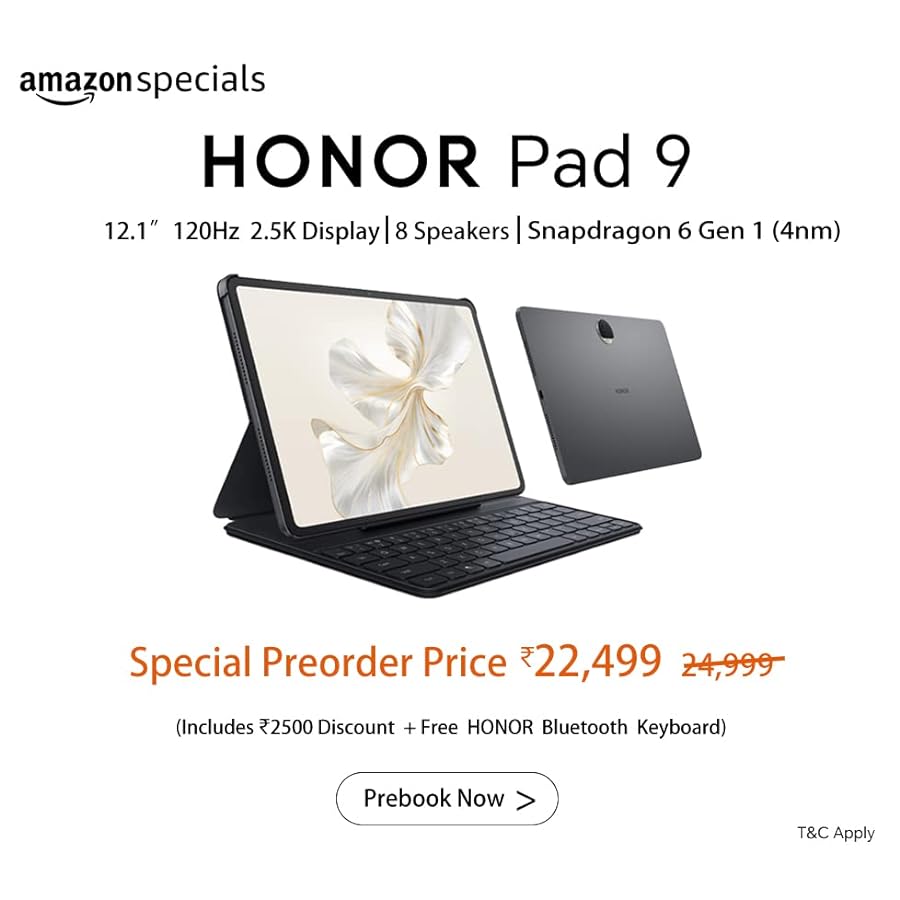 amazonspecials
HONOR Pad 9
12.1″ 120Hz 2.5K Display | 8 Speakers | Snapdragon 6 Gen 1 (4nm)
HONOR
Special Preorder Price ₹22,499 24,999
(Includes ₹2500 Discount + Free HONOR Bluetooth Keyboard)
Prebook Now >
T&C Apply